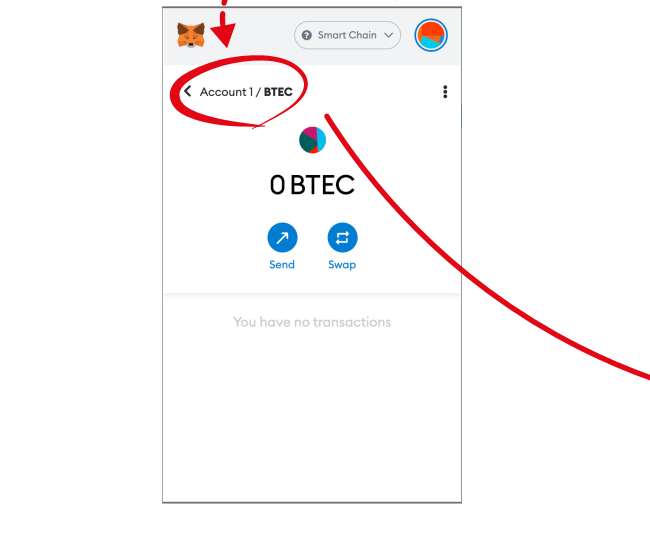 Smart Chain
Account 1 / BTEC
0 BTEC
Send
Swap
You have no transactions